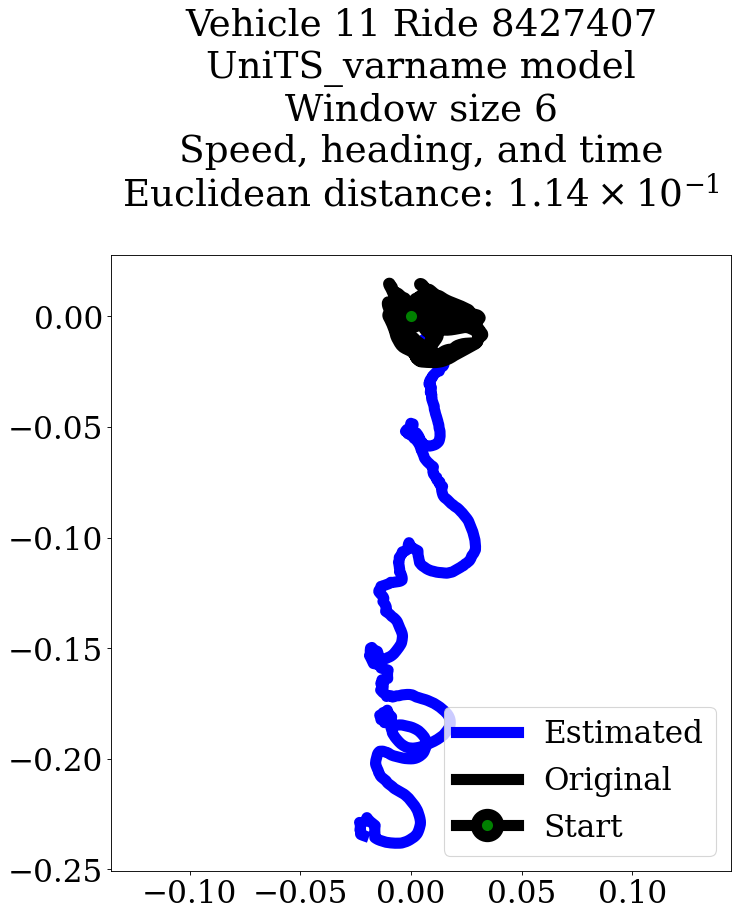 Vehicle 11 Ride 8427407
UniTS_varname model
Window size 6
Speed, heading, and time
Euclidean distance: 1.14 × 10⁻¹
0.00
−0.05
−0.10
−0.15
−0.20
−0.25
Estimated
Original
Start
−0.10 −0.05 0.00 0.05 0.10